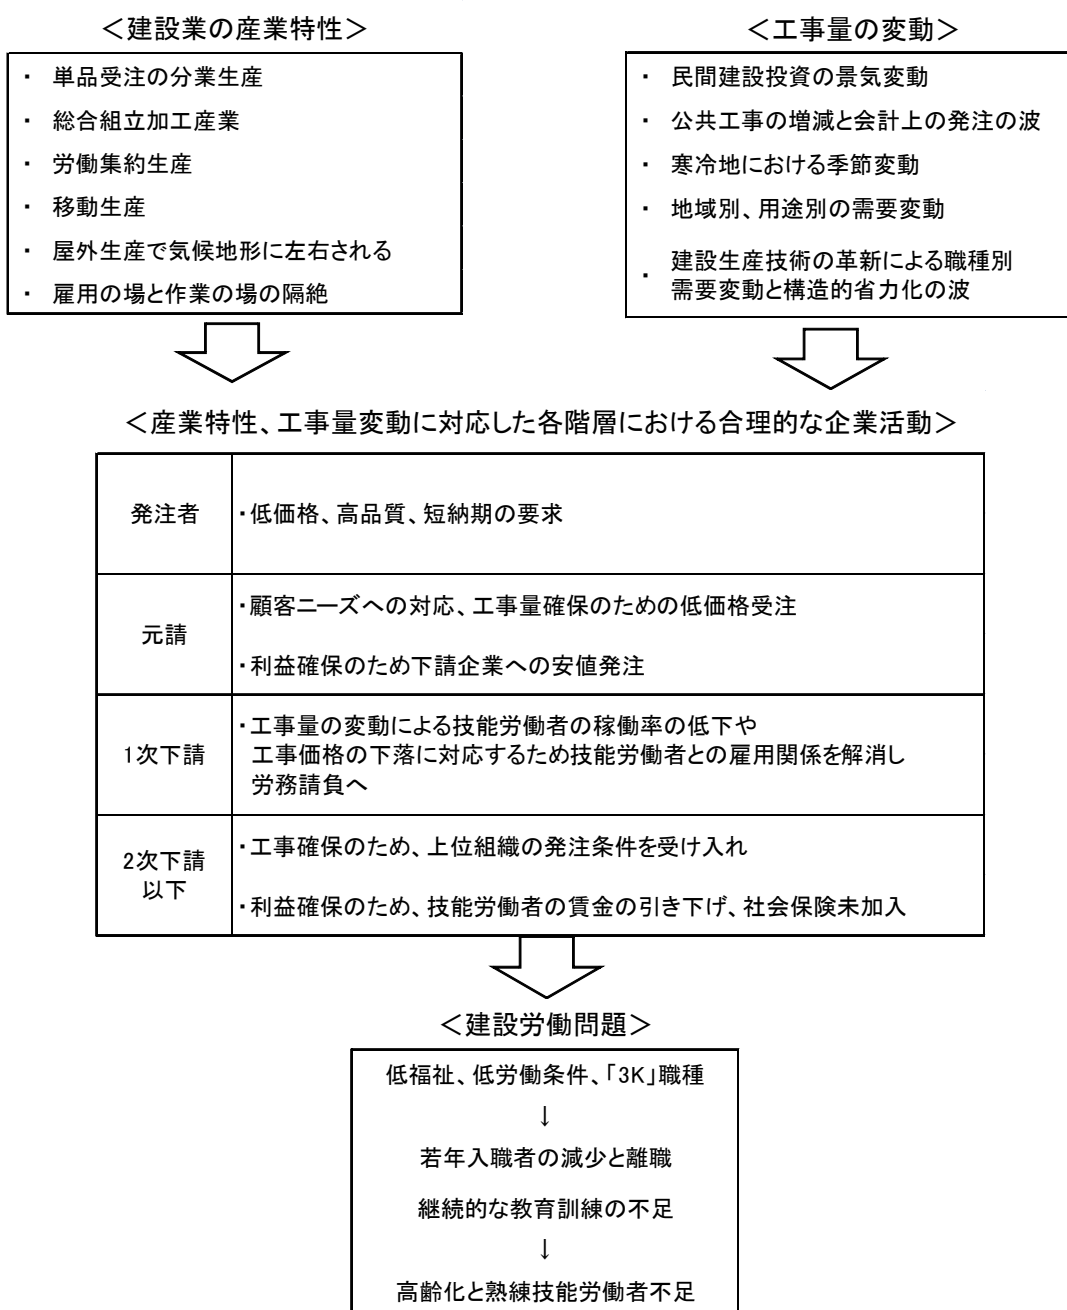 ＜建設業の産業特性＞
・ 単品受注の分業生産
・ 総合組立加工産業
・ 労働集約生産
・ 移動生産
・ 屋外生産で気候地形に左右される
・ 雇用の場と作業の場の隔絶
＜工事量の変動＞
・ 民間建設投資の景気変動
・ 公共工事の増減と会計上の発注の波
・ 寒冷地における季節変動
・ 地域別、用途別の需要変動
・ 建設生産技術の革新による職種別
需要変動と構造的省力化の波
＜産業特性、工事量変動に対応した各階層における合理的な企業活動＞
発注者
・低価格、高品質、短納期の要求
元請
・顧客ニーズへの対応、工事量確保のための低価格受注
・利益確保のため下請企業への安値発注
1次下請
・工事量の変動による技能労働者の稼働率の低下や
工事価格の下落に対応するため技能労働者との雇用関係を解消し
労務請負へ
2次下請
以下
・工事確保のため、上位組織の発注条件を受け入れ
・利益確保のため、技能労働者の賃金の引き下げ、社会保険未加入
＜建設労働問題＞
低福祉、低労働条件、「3K」職種
↓
若年入職者の減少と離職
継続的な教育訓練の不足
↓
高齢化と熟練技能労働者不足